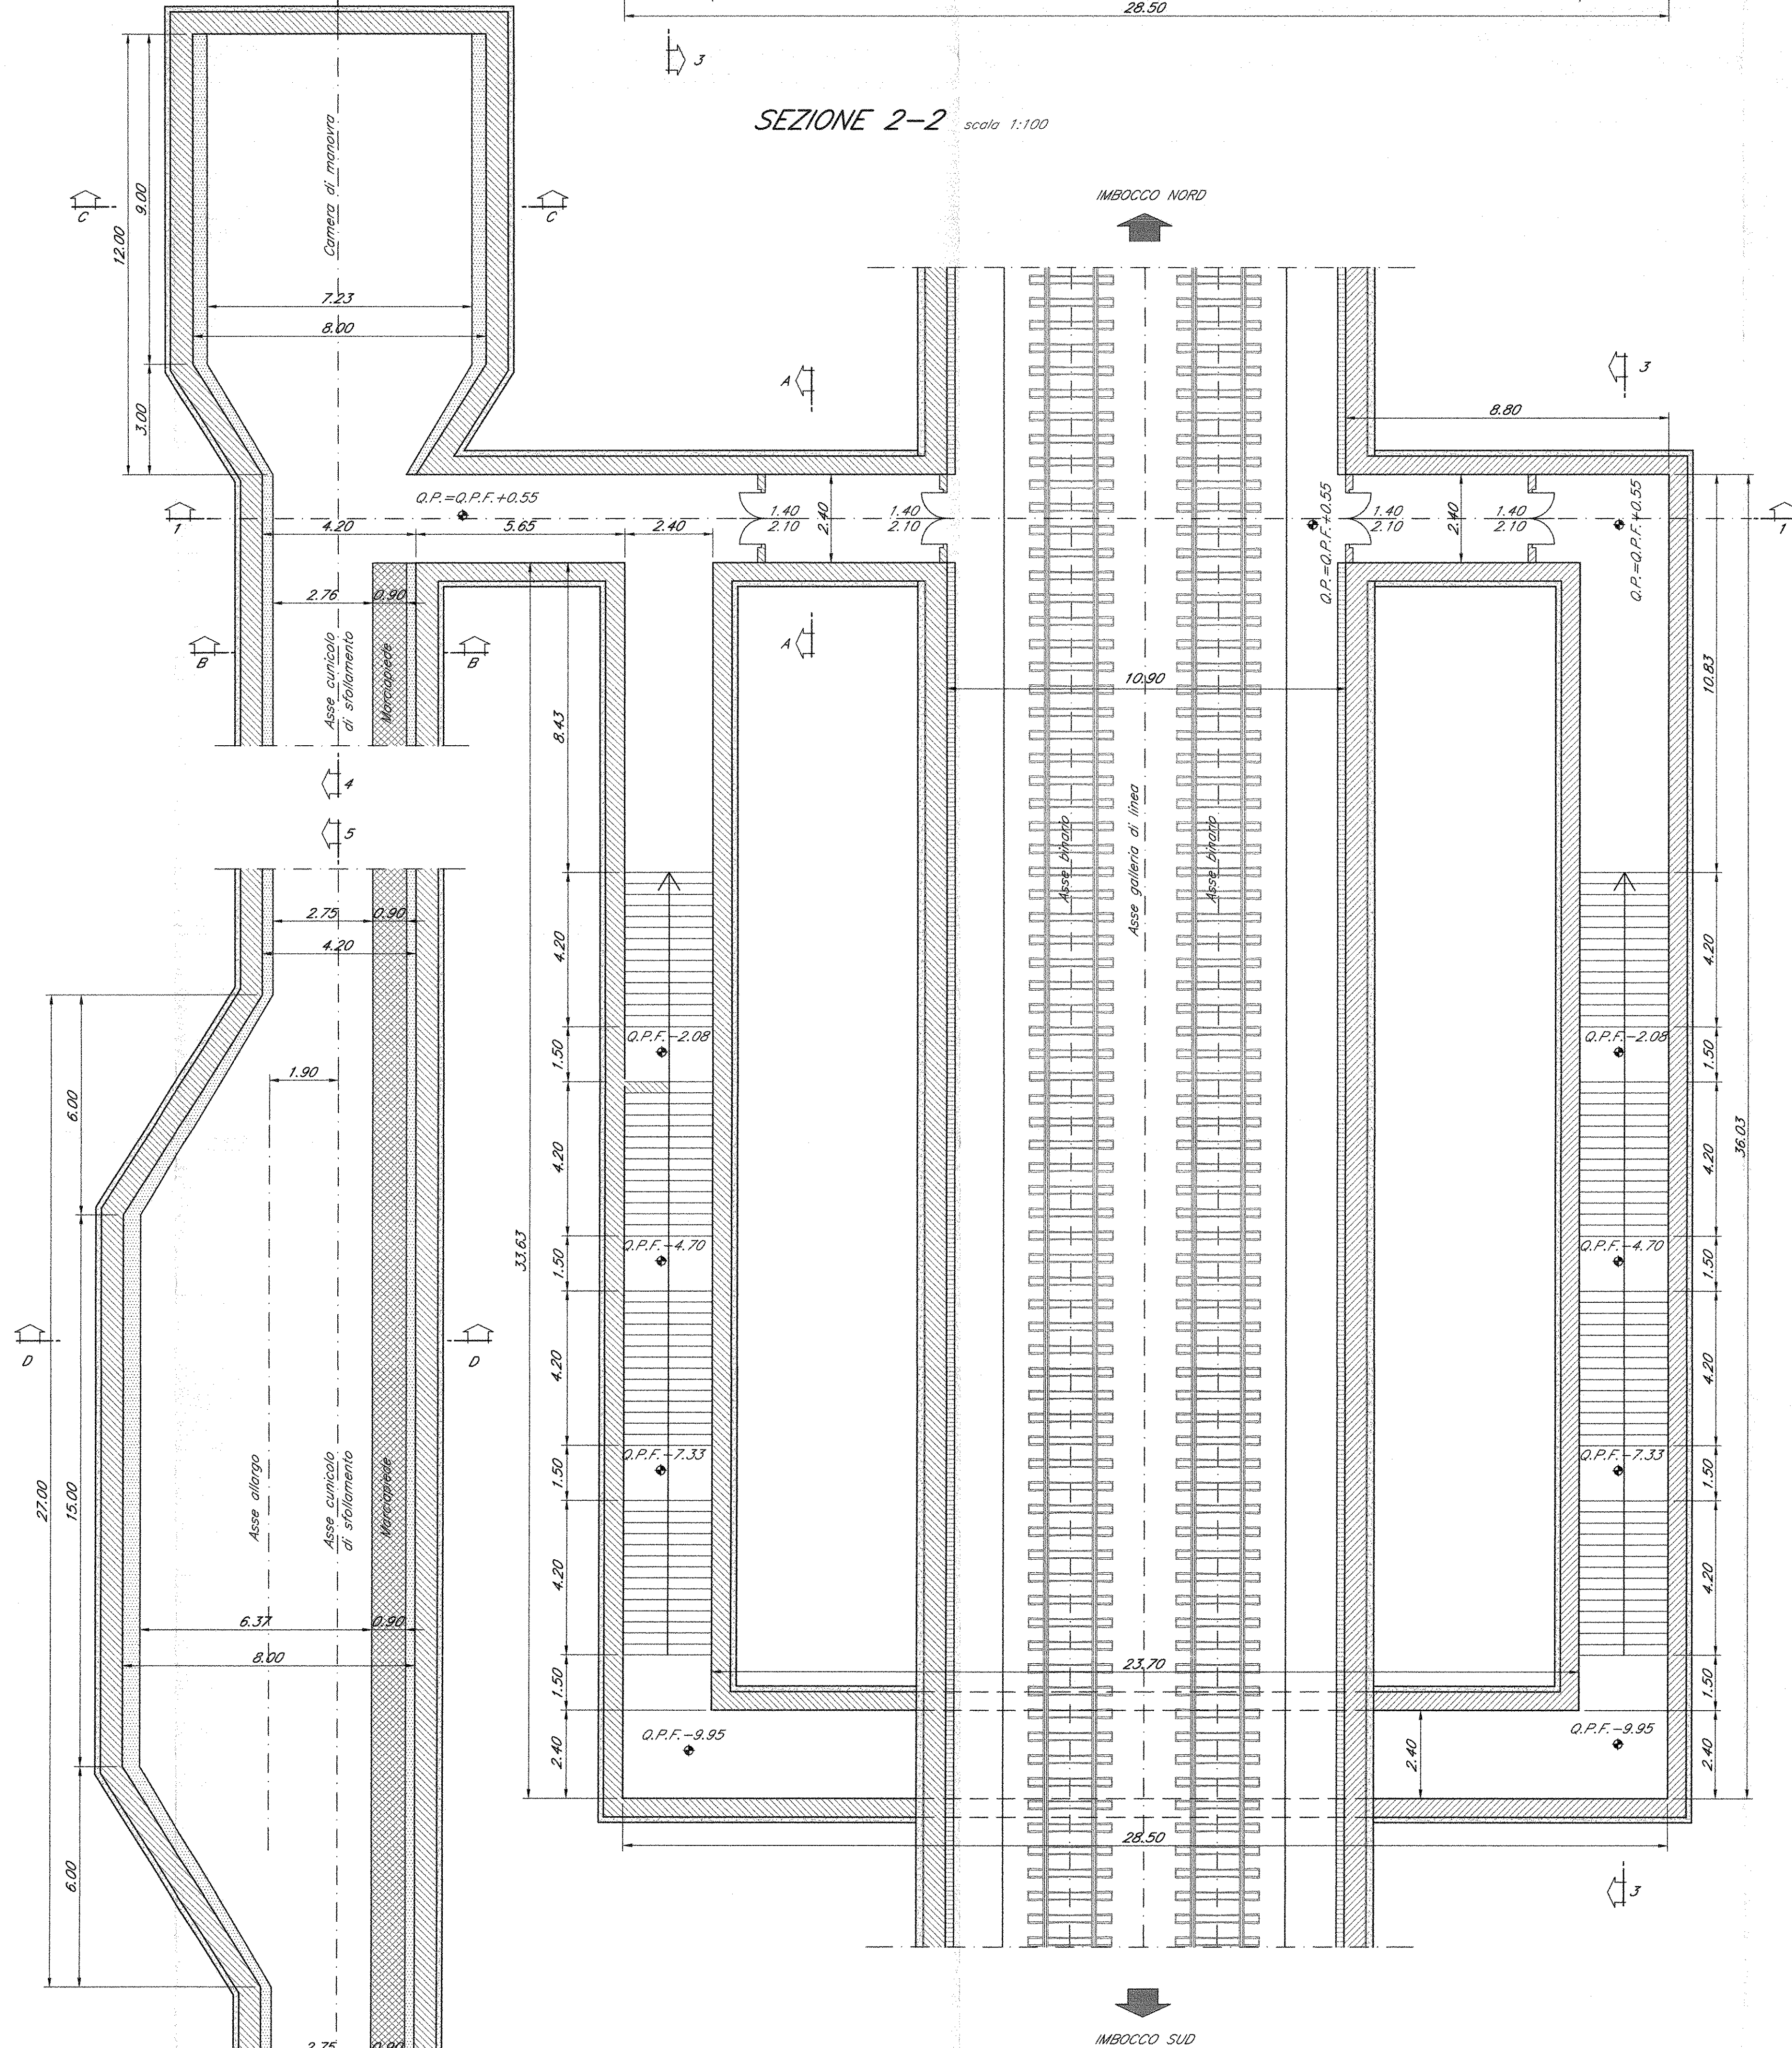 28.50
3
SEZIONE 2-2 scala 1:100
IMBOCCO NORD
Camera di manovra
9.00
12.00
3.00
C
C
7.23
8.00
A
3
8.80
Q.P.=Q.P.F.+0.55
1
4.20
5.65
2.40
1.40
2.10
2.40
1.40
2.10
Q.P.=Q.P.F.+0.55
1.40
2.10
2.40
1.40
2.10
Q.P.=Q.P.F.+0.55
1
2.76
0.90
B
B
Asse cunicolo
di sfollamento
Marciapiede
A
10.90
8.43
10.83
4
5
Asse binario
Asse galleria di linea
Asse binario
2.75
0.90
4.20
4.20
4.20
Q.P.F.-2.08
1.50
Q.P.F.-2.08
1.50
1.90
6.00
4.20
4.20
36.03
33.63
Q.P.F.-4.70
1.50
Q.P.F.-4.70
1.50
D
D
4.20
4.20
27.00
15.00
Asse allargo
Asse cunicolo
di sfollamento
Marciapiede
Q.P.F.-7.33
1.50
Q.P.F.-7.33
1.50
4.20
4.20
6.37
0.90
8.00
23.70
1.50
1.50
Q.P.F.-9.95
2.40
Q.P.F.-9.95
2.40
2.40
28.50
6.00
3
IMBOCCO SUD
2.75
0.90